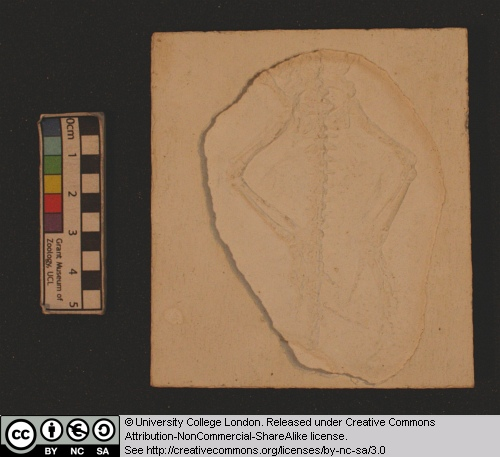 0cm
1
2
3
4
5
Grant Museum of
Zoology, UCL
cc
BY NC SA
© University College London. Released under Creative Commons
Attribution-NonCommercial-ShareAlike license.
See http://creativecommons.org/licenses/by-nc-sa/3.0